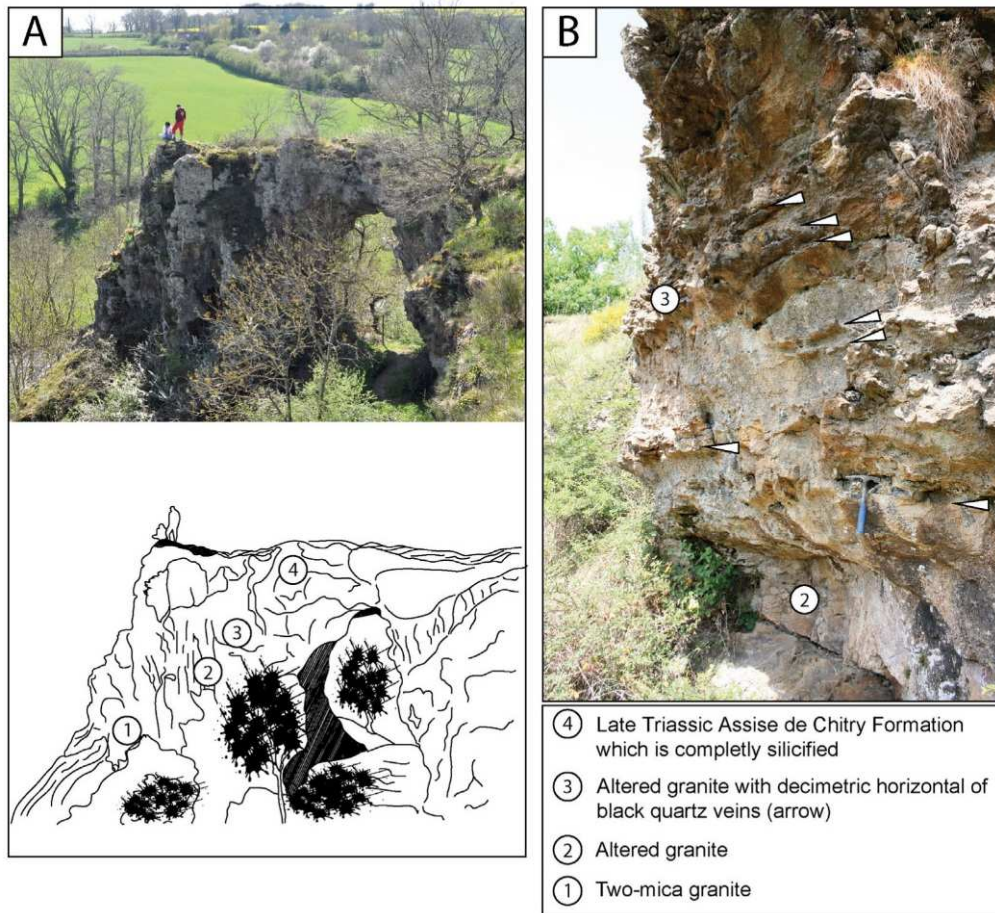 A
B
3
2
4
3
2
1
4 Late Triassic Assise de Chitry Formation
which is completly silicified
3 Altered granite with decimetric horizontal of
black quartz veins (arrow)
2 Altered granite
1 Two-mica granite